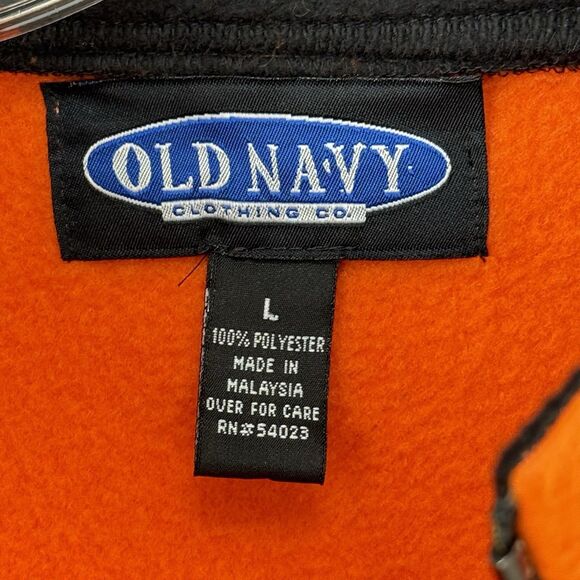 OLD NAVY
CLOTHING CO.
L
100% POLYESTER
MADE IN
MALAYSIA
OVER FOR CARE
RN#54023